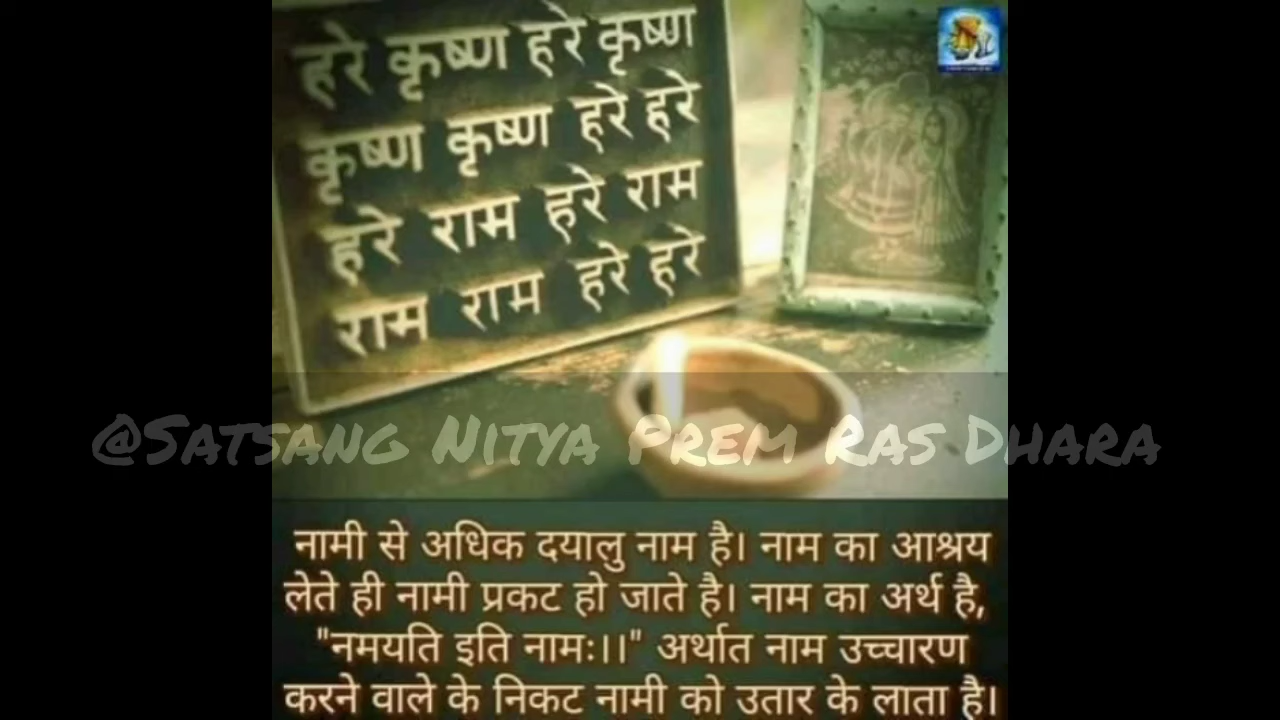 हरे कृष्ण हरे कृष्ण
कृष्ण कृष्ण हरे हरे
हरे राम हरे राम
राम राम हरे हरे
@Satsang Nitya Prem Ras Dhara
नामी से अधिक दयालु नाम है। नाम का आश्रय
लेते ही नामी प्रकट हो जाते है। नाम का अर्थ है,
"नमयति इति नामः।।" अर्थात नाम उच्चारण
करने वाले के निकट नामी को उतार के लाता है।